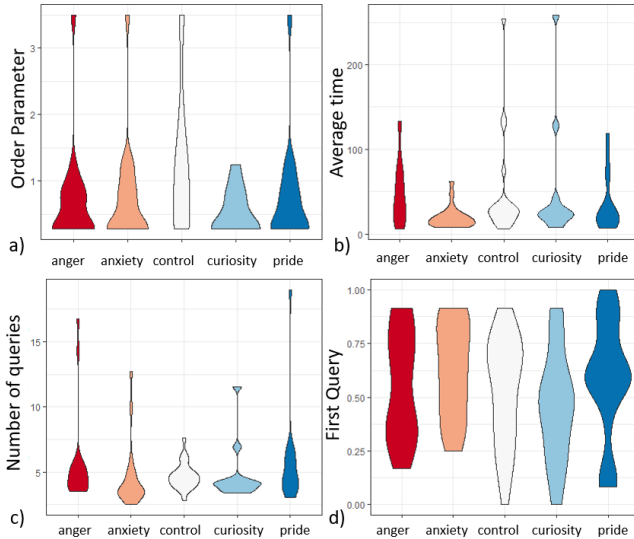 Order Parameter
3
2
1
a)
anger anxiety control curiosity pride
Average time
200
100
0
b)
anger anxiety control curiosity pride
Number of queries
15
10
5
c)
anger anxiety control curiosity pride
First Query
1.00
0.75
0.50
0.25
0.00
d)
anger anxiety control curiosity pride